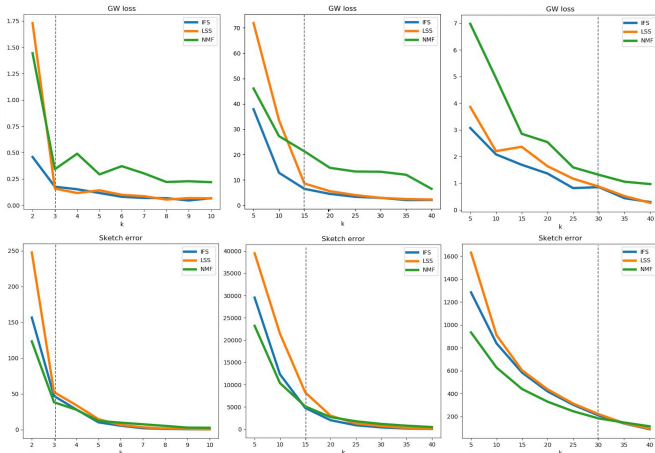 GW loss
IFS
LSS
NMF
1.75
1.50
1.25
1.00
0.75
0.50
0.25
0.00
2 3 4 5 6 7 8 9 10
k
GW loss
IFS
LSS
NMF
70
60
50
40
30
20
10
0
5 10 15 20 25 30 35 40
k
GW loss
IFS
LSS
NMF
7
6
5
4
3
2
1
0
5 10 15 20 25 30 35 40
k
Sketch error
IFS
LSS
NMF
250
200
150
100
50
0
2 3 4 5 6 7 8 9 10
k
Sketch error
IFS
LSS
NMF
40000
35000
30000
25000
20000
15000
10000
5000
0
5 10 15 20 25 30 35 40
k
Sketch error
IFS
LSS
NMF
1600
1400
1200
1000
800
600
400
200
5 10 15 20 25 30 35 40
k